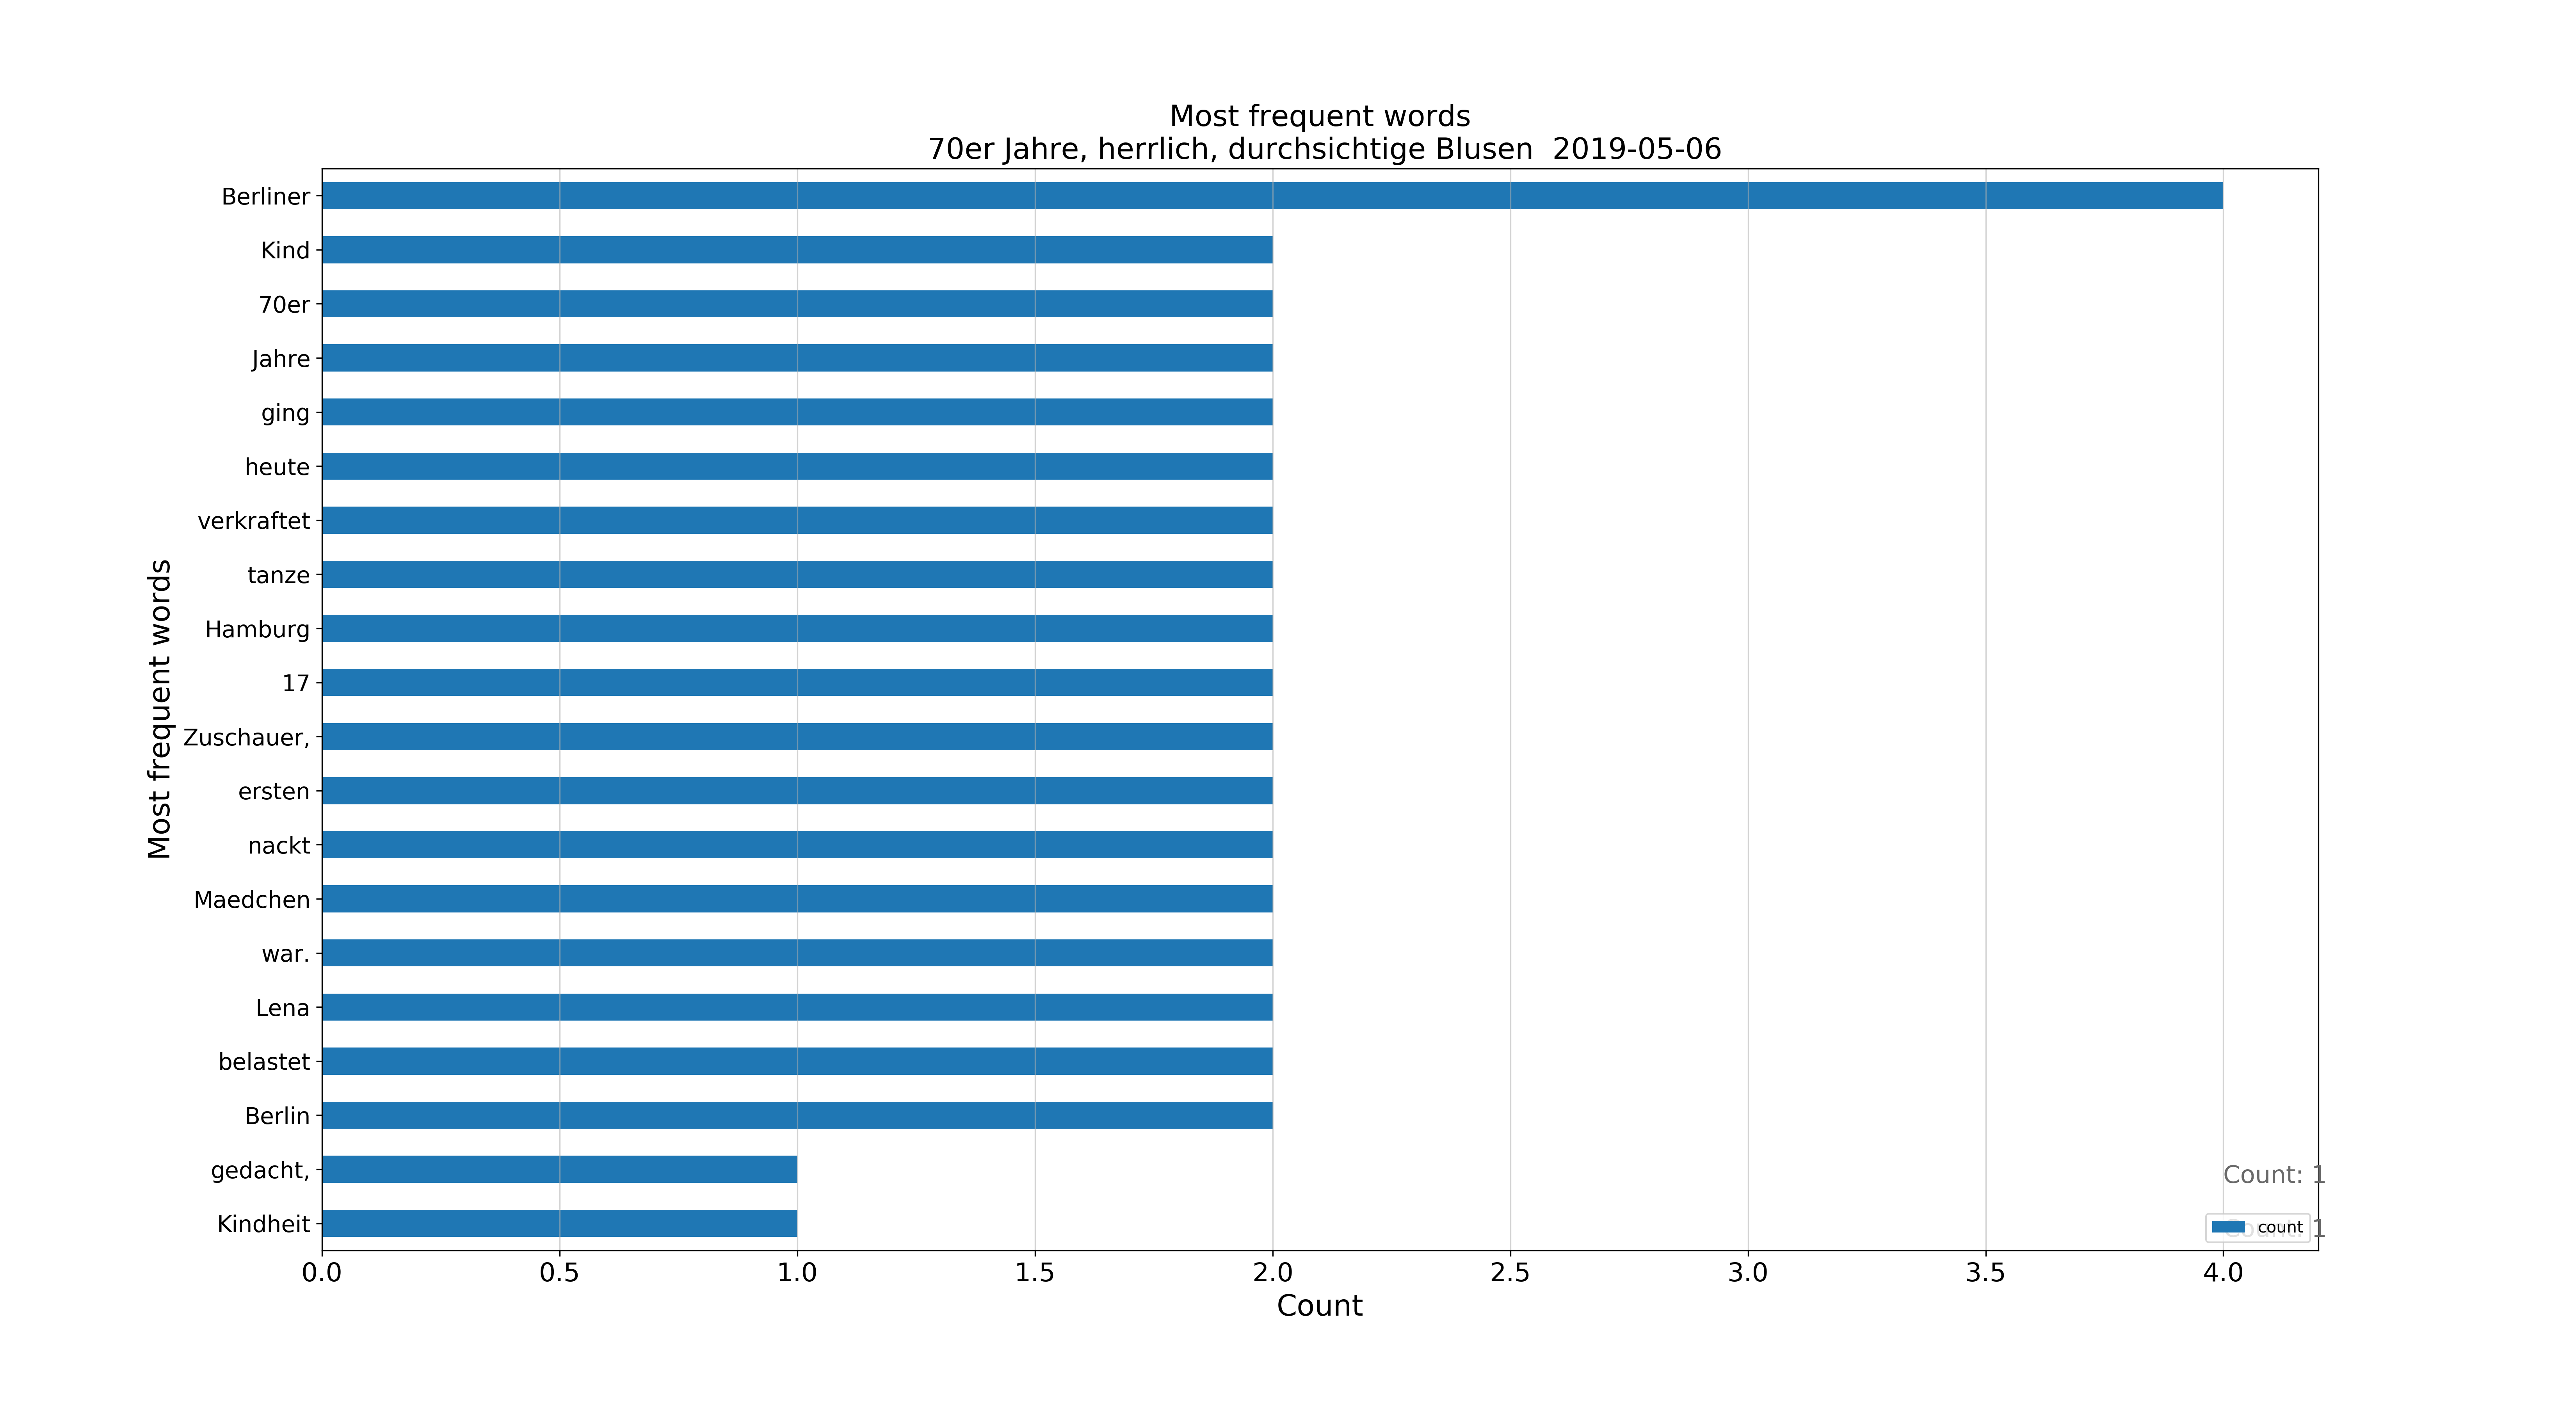 Most frequent words
70er Jahre, herrlich, durchsichtige Blusen  2019-05-06
Most frequent words
Berliner
Kind
70er
Jahre
ging
heute
verkraftet
tanze
Hamburg
17
Zuschauer,
ersten
nackt
Maedchen
war.
Lena
belastet
Berlin
gedacht,
Count: 1
Kindheit
Count: 1
count
0.0 0.5 1.0 1.5 2.0 2.5 3.0 3.5 4.0
Count